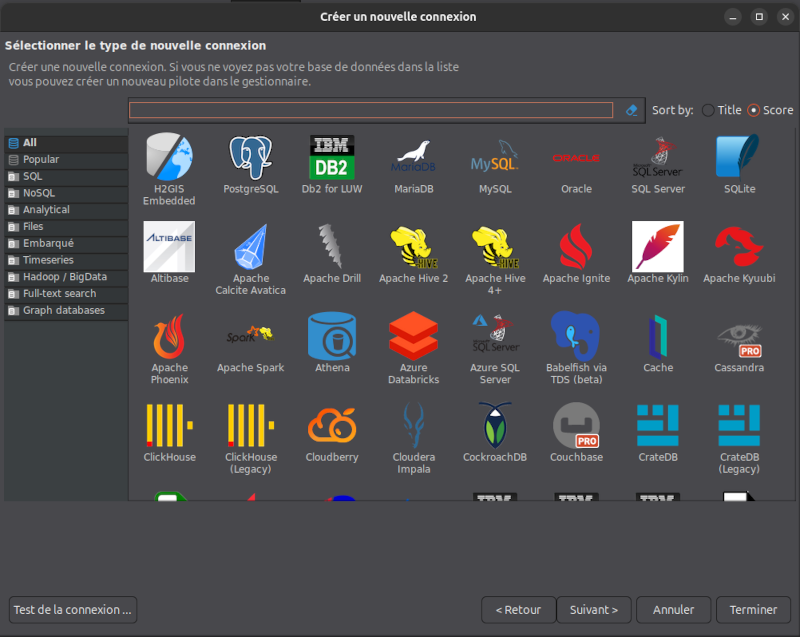 Créer un nouvelle connexion
Sélectionner le type de nouvelle connexion
Créer une nouvelle connexion. Si vous ne voyez pas votre base de données dans la liste
vous pouvez créer un nouveau pilote dans le gestionnaire.
Sort by: Title Score
All
Popular
SQL
NoSQL
Analytical
Files
Embarqué
Timeseries
Hadoop / BigData
Full-text search
Graph databases
IBM
DB2
MariaDB
MySQL
ORACLE
SQL Server
H2GIS
Embedded
PostgreSQL
Db2 for LUW
MariaDB
MySQL
Oracle
SQL Server
SQLite
ALTIBASE
HIVE
HIVE
Altibase
Apache
Calcite Avatica
Apache Drill
Apache Hive 2
Apache Hive
4+
Apache Ignite
Apache Kylin
Apache Kyuubi
Spark
SQL Server
PRO
Apache
Phoenix
Apache Spark
Athena
Azure
Databricks
Azure SQL
Server
Babelfish via
TDS (beta)
Cache
Cassandra
PRO
ClickHouse
ClickHouse
(Legacy)
Cloudberry
Cloudera
Impala
CockroachDB
Couchbase
CrateDB
CrateDB
(Legacy)
IBM
IBM
IBM
Test de la connexion ...
< Retour
Suivant >
Annuler
Terminer